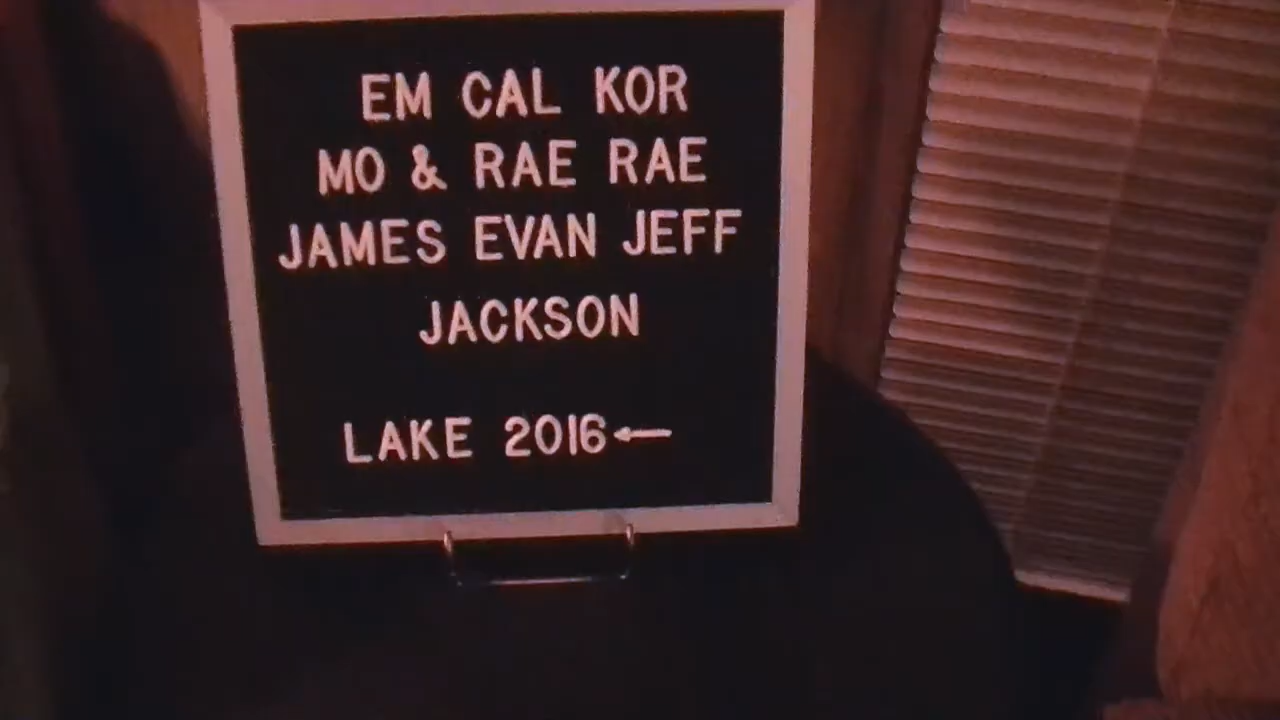 EM CAL KOR
MO & RAE RAE
JAMES EVAN JEFF
JACKSON
LAKE 2016←